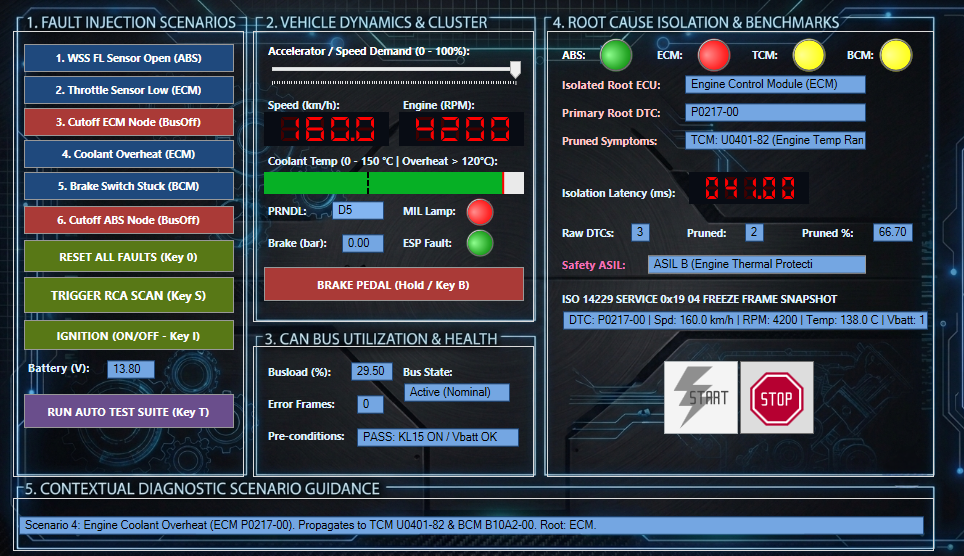 1. FAULT INJECTION SCENARIOS
1. WSS FL Sensor Open (ABS)
2. Throttle Sensor Low (ECM)
3. Cutoff ECM Node (BusOff)
4. Coolant Overheat (ECM)
5. Brake Switch Stuck (BCM)
6. Cutoff ABS Node (BusOff)
RESET ALL FAULTS (Key 0)
TRIGGER RCA SCAN (Key S)
IGNITION (ON/OFF - Key I)
Battery (V): 13.80
RUN AUTO TEST SUITE (Key T)
2. VEHICLE DYNAMICS & CLUSTER
Accelerator / Speed Demand (0 - 100%):
Speed (km/h): Engine (RPM):
160.0 4200
Coolant Temp (0 - 150 °C | Overheat > 120°C):
PRNDL: D5 MIL Lamp:
Brake (bar): 0.00 ESP Fault:
BRAKE PEDAL (Hold / Key B)
3. CAN BUS UTILIZATION & HEALTH
Busload (%): 29.50 Bus State:
Active (Nominal)
Error Frames: 0
Pre-conditions: PASS: KL15 ON / Vbatt OK
4. ROOT CAUSE ISOLATION & BENCHMARKS
ABS: ECM: TCM: BCM:
Isolated Root ECU: Engine Control Module (ECM)
Primary Root DTC: P0217-00
Pruned Symptoms: TCM: U0401-82 (Engine Temp Ran
Isolation Latency (ms): 041.00
Raw DTCs: 3 Pruned: 2 Pruned %: 66.70
Safety ASIL: ASIL B (Engine Thermal Protecti
ISO 14229 SERVICE 0x19 04 FREEZE FRAME SNAPSHOT
DTC: P0217-00 | Spd: 160.0 km/h | RPM: 4200 | Temp: 138.0 C | Vbatt: 1
START STOP
5. CONTEXTUAL DIAGNOSTIC SCENARIO GUIDANCE
Scenario 4: Engine Coolant Overheat (ECM P0217-00). Propagates to TCM U0401-82 & BCM B10A2-00. Root: ECM.